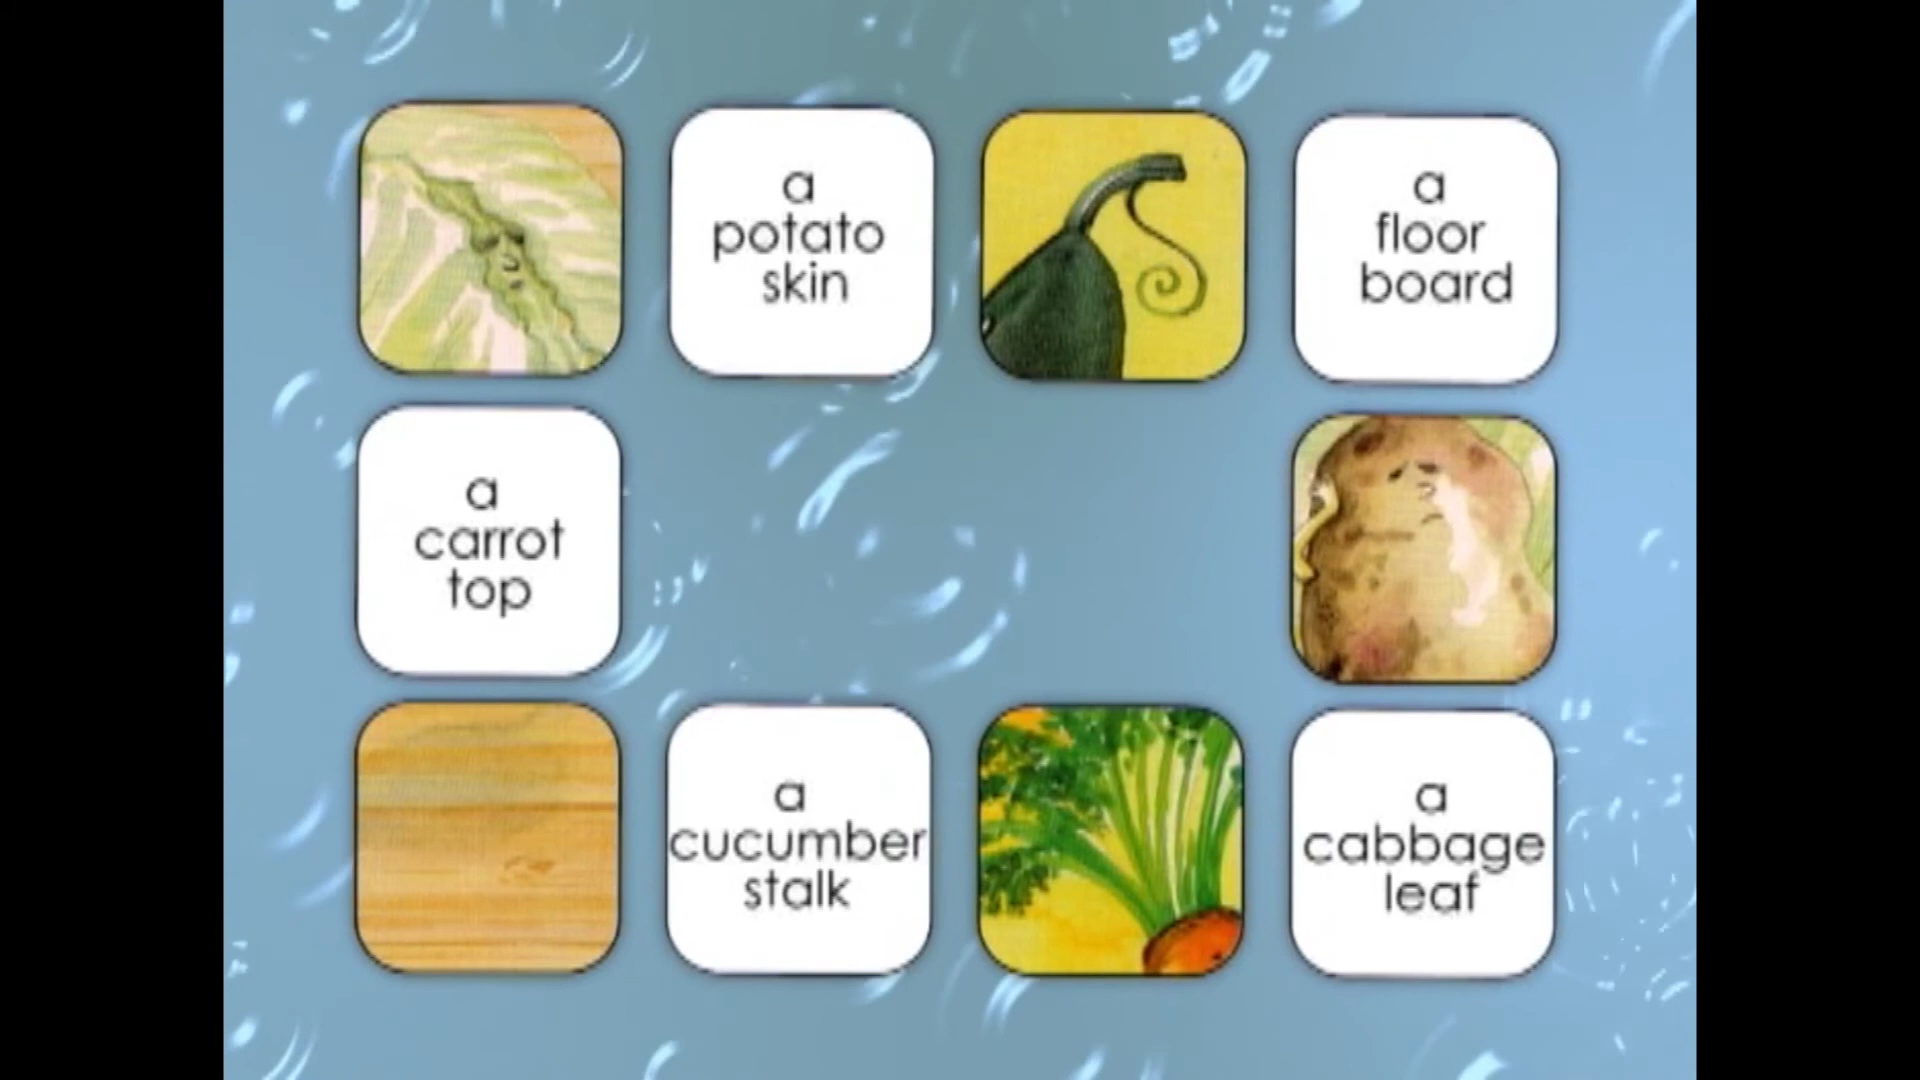 a
potato
skin
a
floor
board
a
carrot
top
a
cucumber
stalk
a
cabbage
leaf